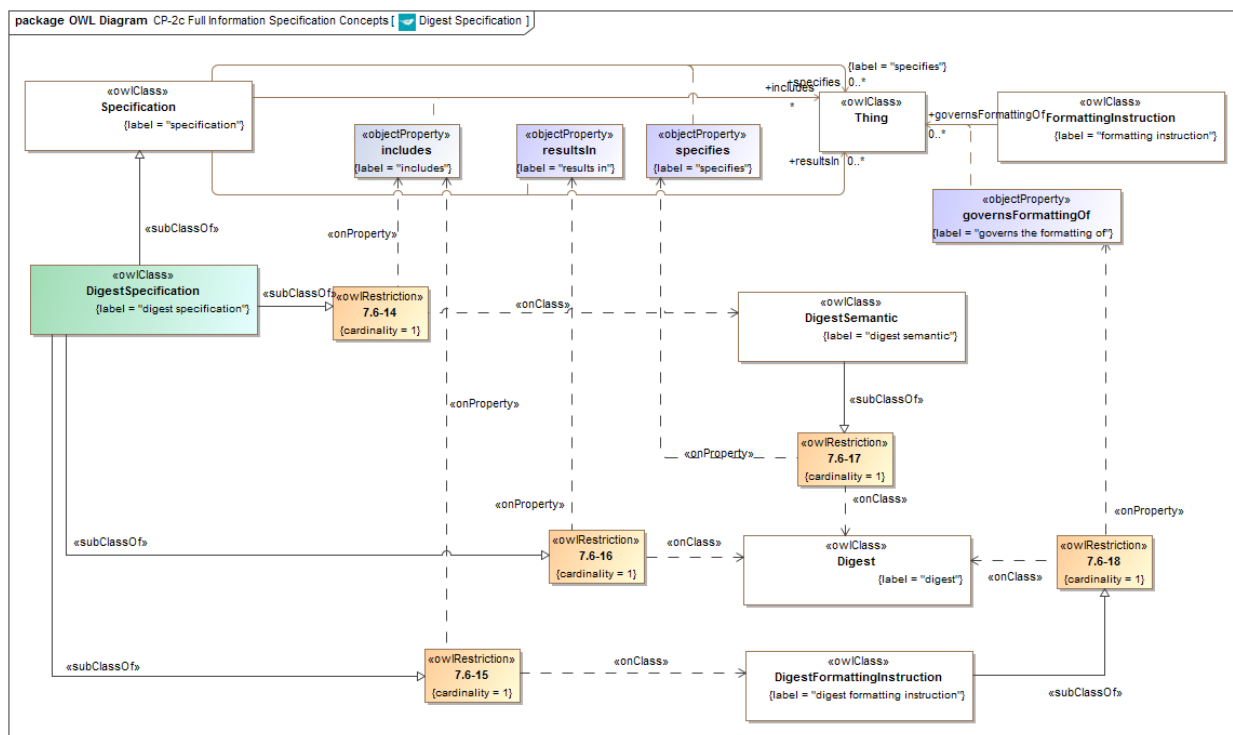 package OWL Diagram CP-2c Full Information Specification Concepts [ Digest Specification ]
«owlClass»
Specification
{label = "specification"}
{label = "specifies"}
+specifies 0..*
+includes
*
«owlClass»
Thing
+governsFormattingOf
0..*
«owlClass»
FormattingInstruction
{label = "formatting instruction"}
«objectProperty»
includes
{label = "includes"}
«objectProperty»
resultsIn
{label = "results in"}
«objectProperty»
specifies
{label = "specifies"}
+resultsIn 0..*
«objectProperty»
governsFormattingOf
{label = "governs the formatting of"}
«subClassOf»
«onProperty»
«owlClass»
DigestSpecification
{label = "digest specification"}
«subClassOf»
«owlRestriction»
7.6-14
{cardinality = 1}
«onClass»
«owlClass»
DigestSemantic
{label = "digest semantic"}
«onProperty»
«subClassOf»
«onProperty»
«owlRestriction»
7.6-17
{cardinality = 1}
«onClass»
«onProperty»
«onProperty»
«subClassOf»
«owlRestriction»
7.6-16
{cardinality = 1}
«onClass»
«owlClass»
Digest
{label = "digest"}
«onClass»
«owlRestriction»
7.6-18
{cardinality = 1}
«subClassOf»
«owlRestriction»
7.6-15
{cardinality = 1}
«onClass»
«owlClass»
DigestFormattingInstruction
{label = "digest formatting instruction"}
«subClassOf»